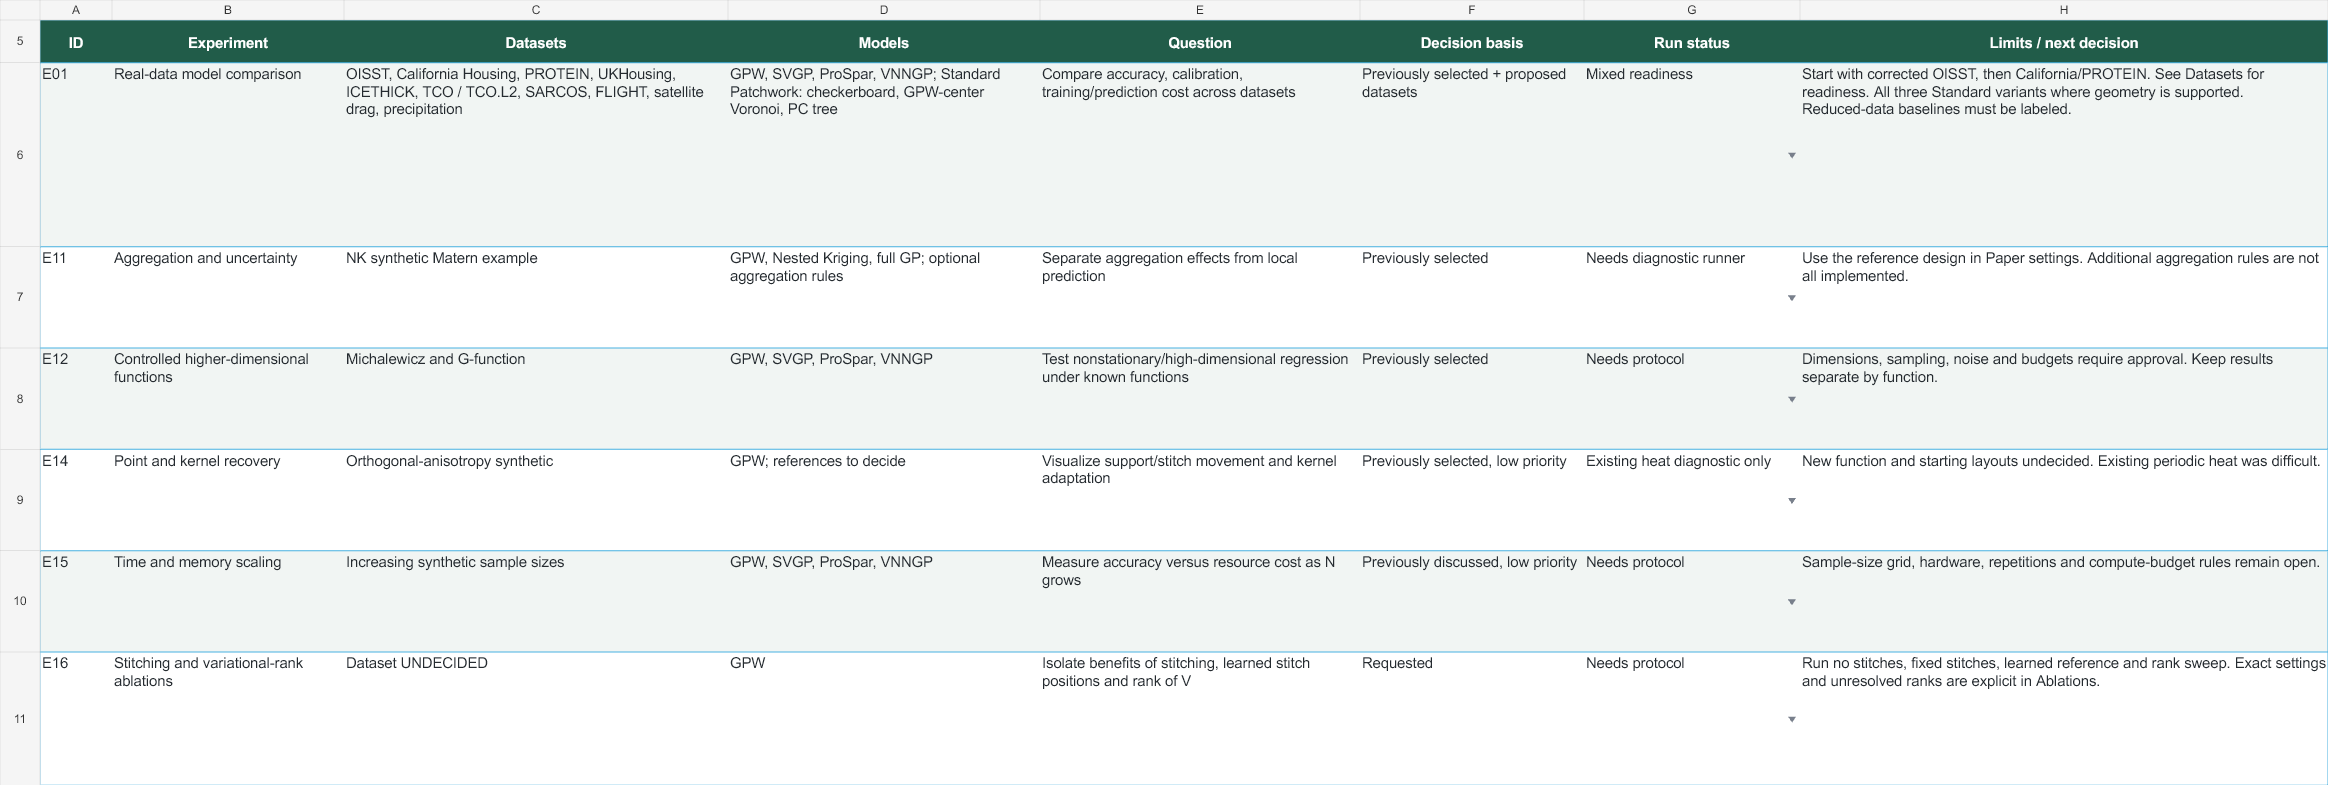 A B C D E F G H
5 ID Experiment Datasets Models Question Decision basis Run status Limits / next decision
6
E01
Real-data model comparison
OISST, California Housing, PROTEIN, UKHousing,
ICETHICK, TCO / TCO.L2, SARCOS, FLIGHT, satellite
drag, precipitation
GPW, SVGP, ProSpar, VNNGP; Standard
Patchwork: checkerboard, GPW-center
Voronoi, PC tree
Compare accuracy, calibration,
training/prediction cost across datasets
Previously selected + proposed
datasets
Mixed readiness
Start with corrected OISST, then California/PROTEIN. See Datasets for
readiness. All three Standard variants where geometry is supported.
Reduced-data baselines must be labeled.
7
E11
Aggregation and uncertainty
NK synthetic Matern example
GPW, Nested Kriging, full GP; optional
aggregation rules
Separate aggregation effects from local
prediction
Previously selected
Needs diagnostic runner
Use the reference design in Paper settings. Additional aggregation rules are not
all implemented.
8
E12
Controlled higher-dimensional
functions
Michalewicz and G-function
GPW, SVGP, ProSpar, VNNGP
Test nonstationary/high-dimensional regression
under known functions
Previously selected
Needs protocol
Dimensions, sampling, noise and budgets require approval. Keep results
separate by function.
9
E14
Point and kernel recovery
Orthogonal-anisotropy synthetic
GPW; references to decide
Visualize support/stitch movement and kernel
adaptation
Previously selected, low priority
Existing heat diagnostic only
New function and starting layouts undecided. Existing periodic heat was difficult.
10
E15
Time and memory scaling
Increasing synthetic sample sizes
GPW, SVGP, ProSpar, VNNGP
Measure accuracy versus resource cost as N
grows
Previously discussed, low priority
Needs protocol
Sample-size grid, hardware, repetitions and compute-budget rules remain open.
11
E16
Stitching and variational-rank
ablations
Dataset UNDECIDED
GPW
Isolate benefits of stitching, learned stitch
positions and rank of V
Requested
Needs protocol
Run no stitches, fixed stitches, learned reference and rank sweep. Exact settings
and unresolved ranks are explicit in Ablations.